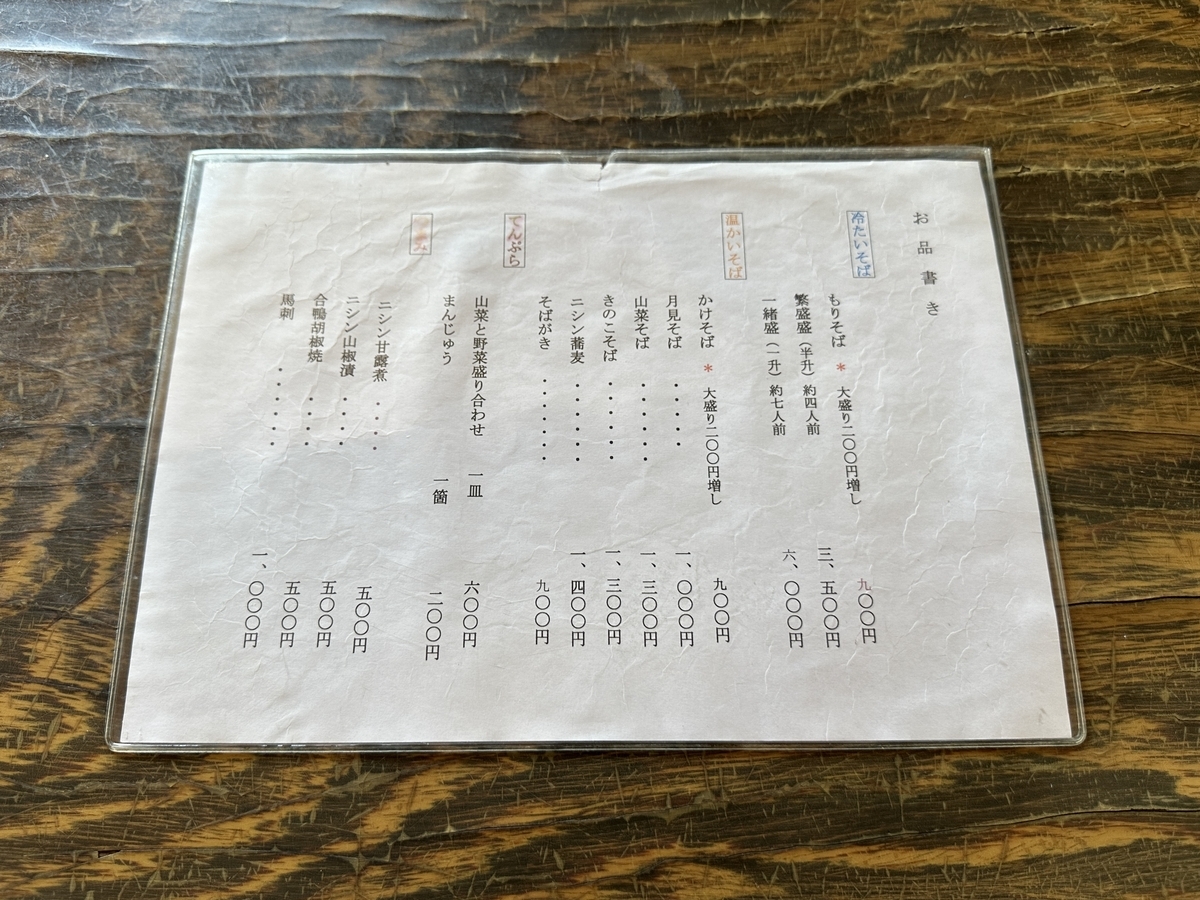 お品書き
冷たいそば
もりそば *大盛り二〇〇円増し 九〇〇円
繁盛盛(半升)約四人前 三、五〇〇円
一緒盛(一升)約七人前 六、〇〇〇円
温かいそば
かけそば *大盛り二〇〇円増し 九〇〇円
月見そば ・・・・・ 一、〇〇〇円
山菜そば ・・・・・・ 一、三〇〇円
きのこそば ・・・・・・ 一、三〇〇円
ニシン蕎麦 ・・・・・・ 一、四〇〇円
そばがき ・・・・・・ 九〇〇円
てんぷら
山菜と野菜盛り合わせ 一皿 六〇〇円
まんじゅう 一箇 二〇〇円
ニシン甘露煮 ・・・・ 五〇〇円
ニシン山椒漬 ・・・・ 五〇〇円
合鴨胡椒焼 ・・・・ 五〇〇円
馬刺 ・・・・・・ 一、〇〇〇円